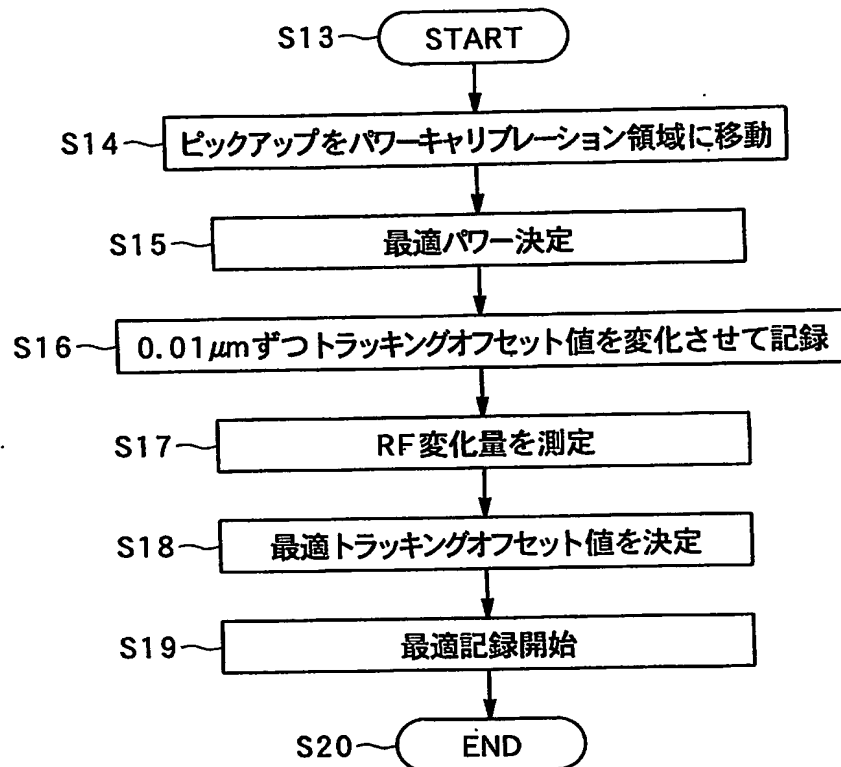 S13 START
S14 ピックアップをパワーキャリブレーション領域に移動
S15 最適パワー決定
S16 0.01μmずつトラッキングオフセット値を変化させて記録
S17 RF変化量を測定
S18 最適トラッキングオフセット値を決定
S19 最適記録開始
S20 END